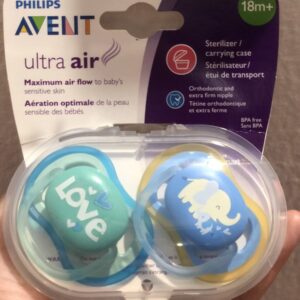 PHILIPS
AVENT
18m+
ultra air
Maximum air flow to baby's
sensitive skin
Aération optimale de la peau
sensible des bébés.
Sterilizer /
carrying case
Stérilisateur /
étui de transport
Orthodontic and
extra firm nipple
Tétine orthodontique
et extra ferme
BPA free
Sans BPA
LOVE